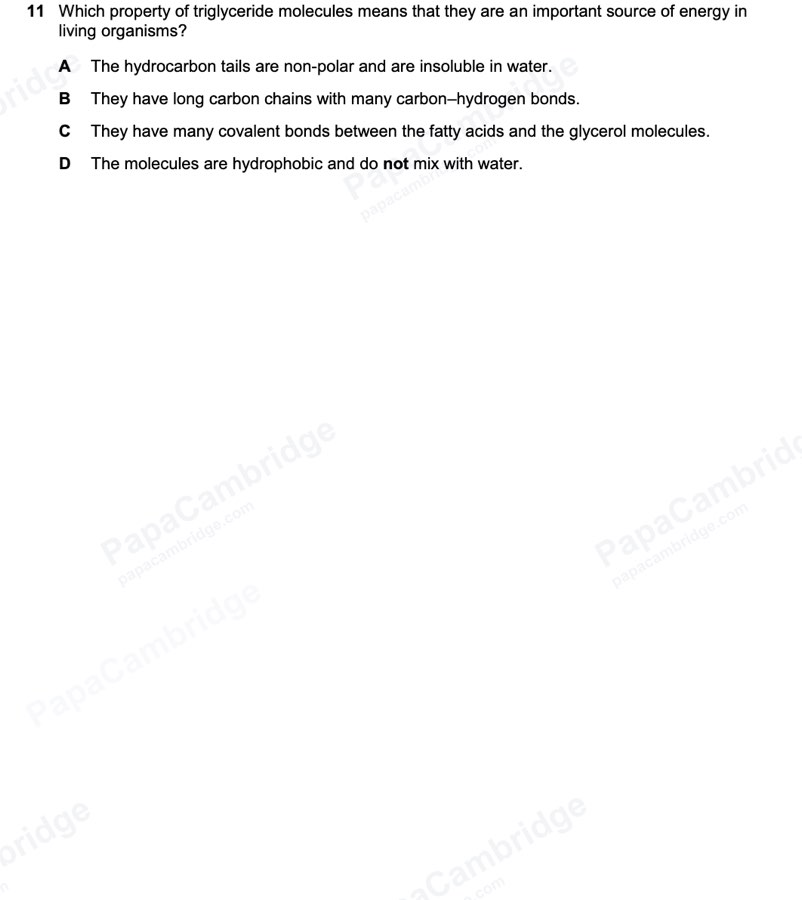 11 Which property of triglyceride molecules means that they are an important source of energy in
living organisms?
A The hydrocarbon tails are non-polar and are insoluble in water.
B They have long carbon chains with many carbon–hydrogen bonds.
C They have many covalent bonds between the fatty acids and the glycerol molecules.
D The molecules are hydrophobic and do not mix with water.
PapaCambridge
papacambridge.com
PapaCambridge
papacambridge.com
PapaCambridge
papacambridge.com
PapaCambridge